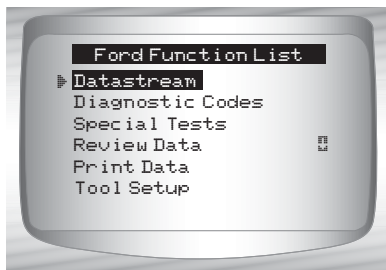 Ford Function List
Datastream
Diagnostic Codes
Special Tests
Review Data
Print Data
Tool Setup